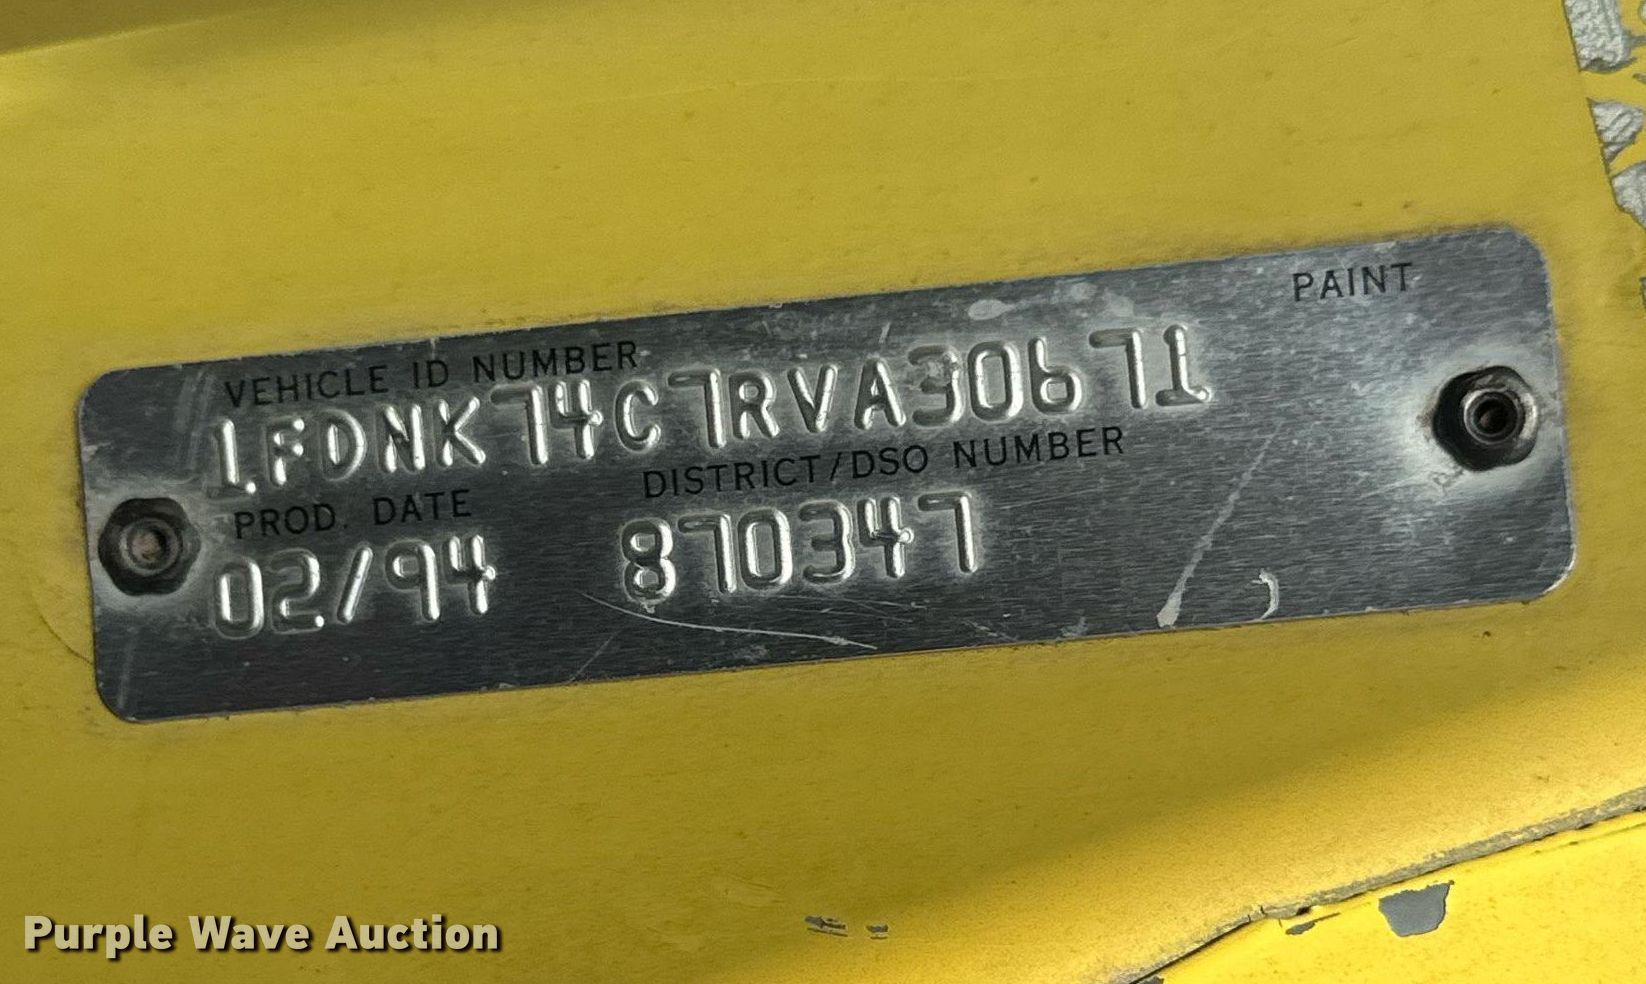 PAINT
VEHICLE ID NUMBER
1FDNK74C7RVA30671
PROD. DATE DISTRICT/DSO NUMBER
02/94 870347
Purple Wave Auction